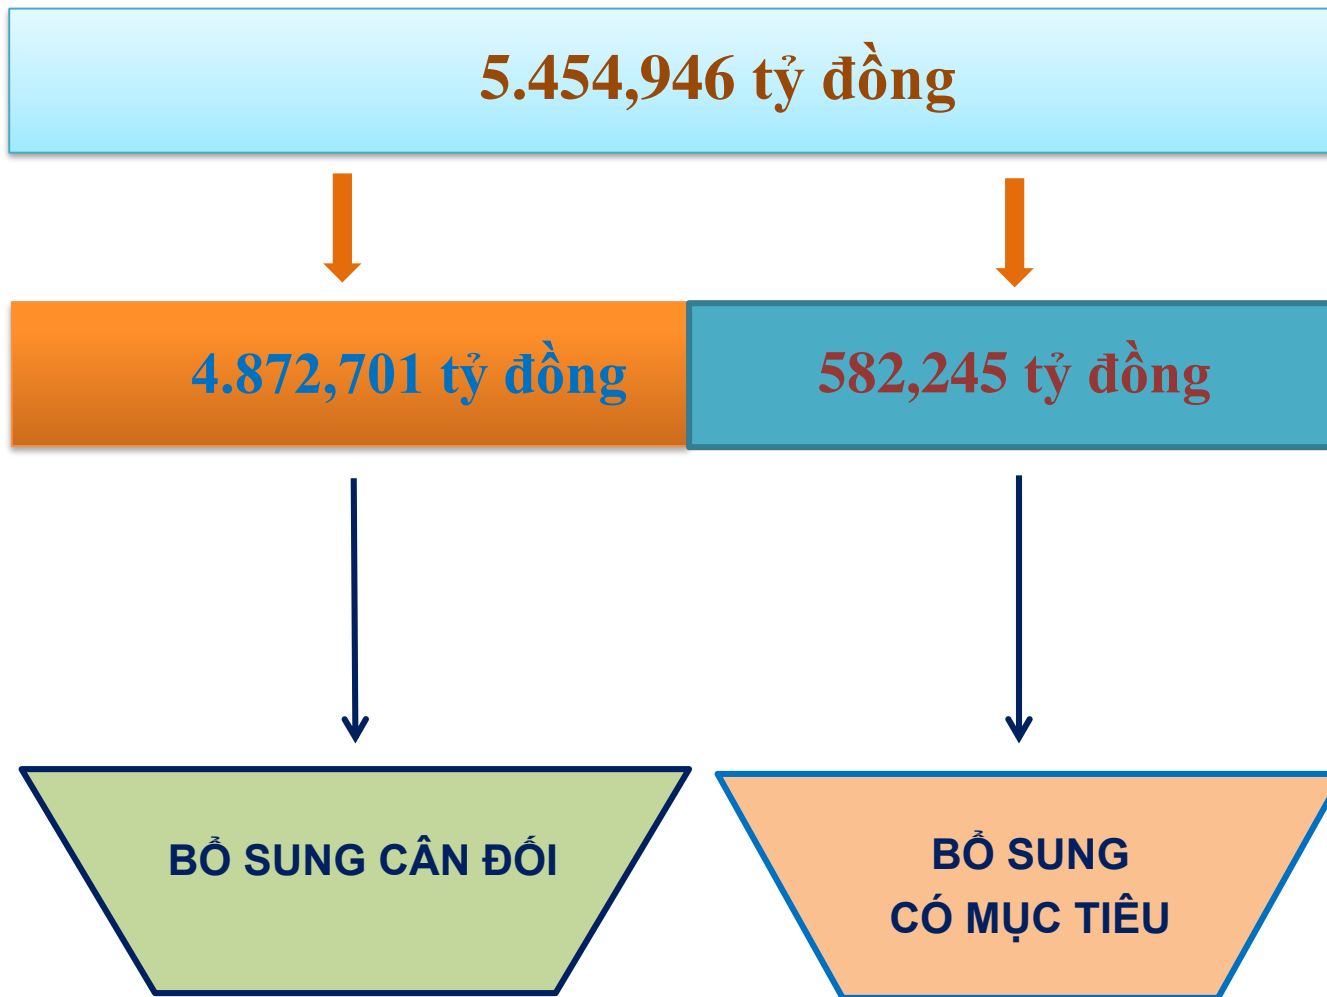 5.454,946 tỷ đồng
4.872,701 tỷ đồng
582,245 tỷ đồng
BỔ SUNG CÂN ĐỐI
BỔ SUNG
CÓ MỤC TIÊU